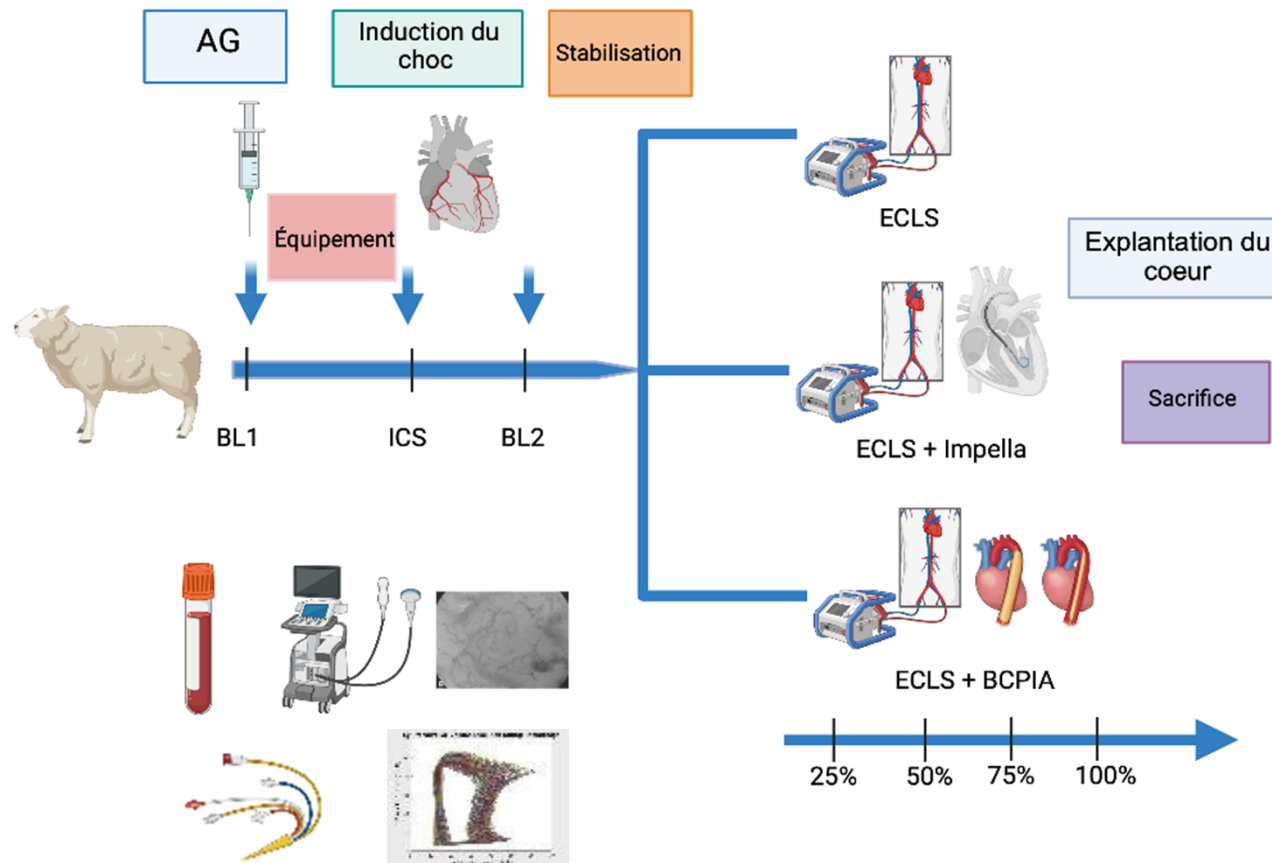 AG
Induction du
choc
Stabilisation
Équipement
BL1
ICS
BL2
ECLS
ECLS + Impella
ECLS + BCPIA
Explantation du
coeur
Sacrifice
25%
50%
75%
100%